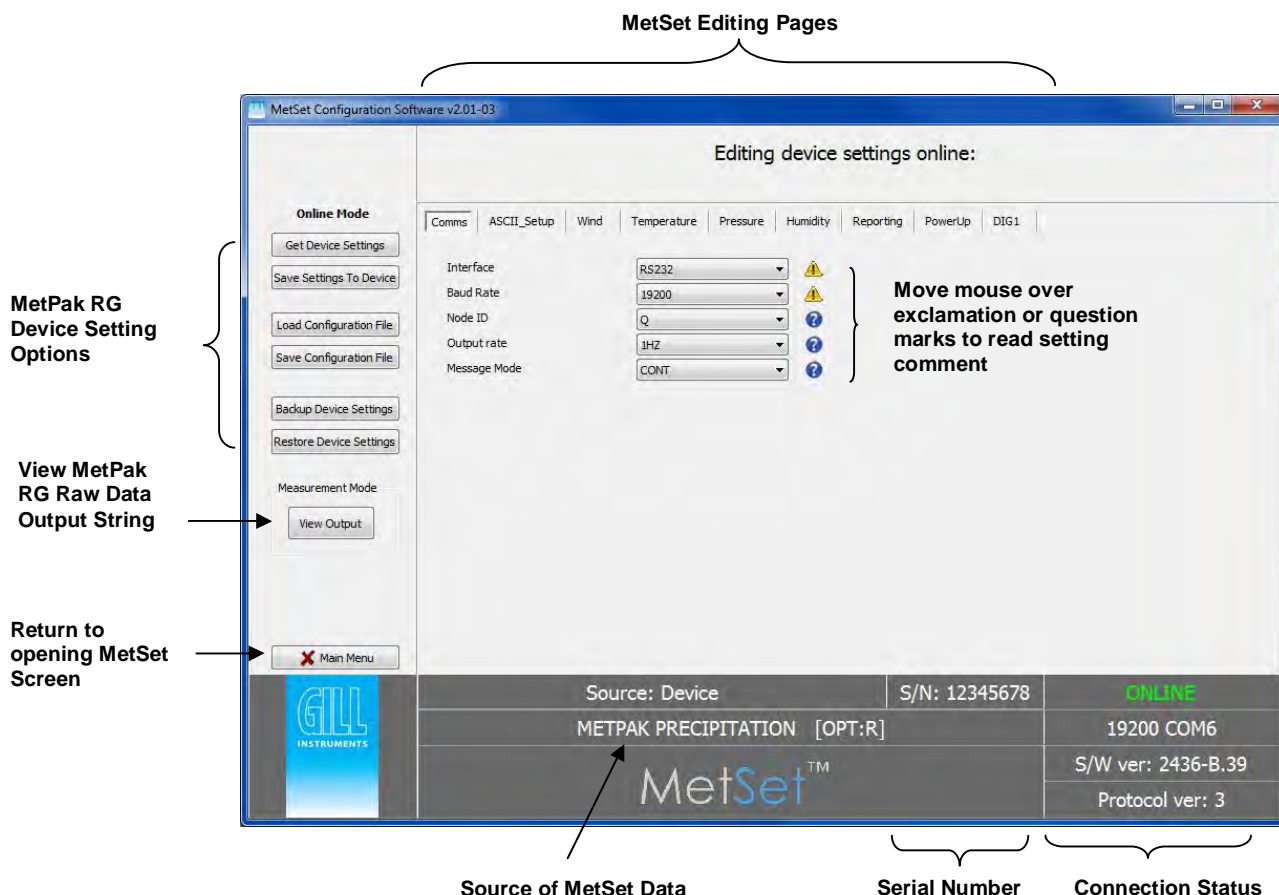 MetSet Editing Pages
MetSet Configuration Software v2.01-03
Editing device settings online:
Online Mode
Get Device Settings
Save Settings To Device
Load Configuration File
Save Configuration File
Backup Device Settings
Restore Device Settings
Measurement Mode
View Output
Main Menu
Comms ASCII_Setup Wind Temperature Pressure Humidity Reporting PowerUp DIG1
Interface RS232
Baud Rate 19200
Node ID Q
Output rate 1HZ
Message Mode CONT
Move mouse over
exclamation or question
marks to read setting
comment
MetPak RG
Device Setting
Options
View MetPak
RG Raw Data
Output String
Return to
opening MetSet
Screen
GILL
INSTRUMENTS
Source: Device S/N: 12345678 ONLINE
METPAK PRECIPITATION [OPT:R] 19200 COM6
MetSet™ S/W ver: 2436-B.39
Protocol ver: 3
Source of MetSet Data Serial Number Connection Status